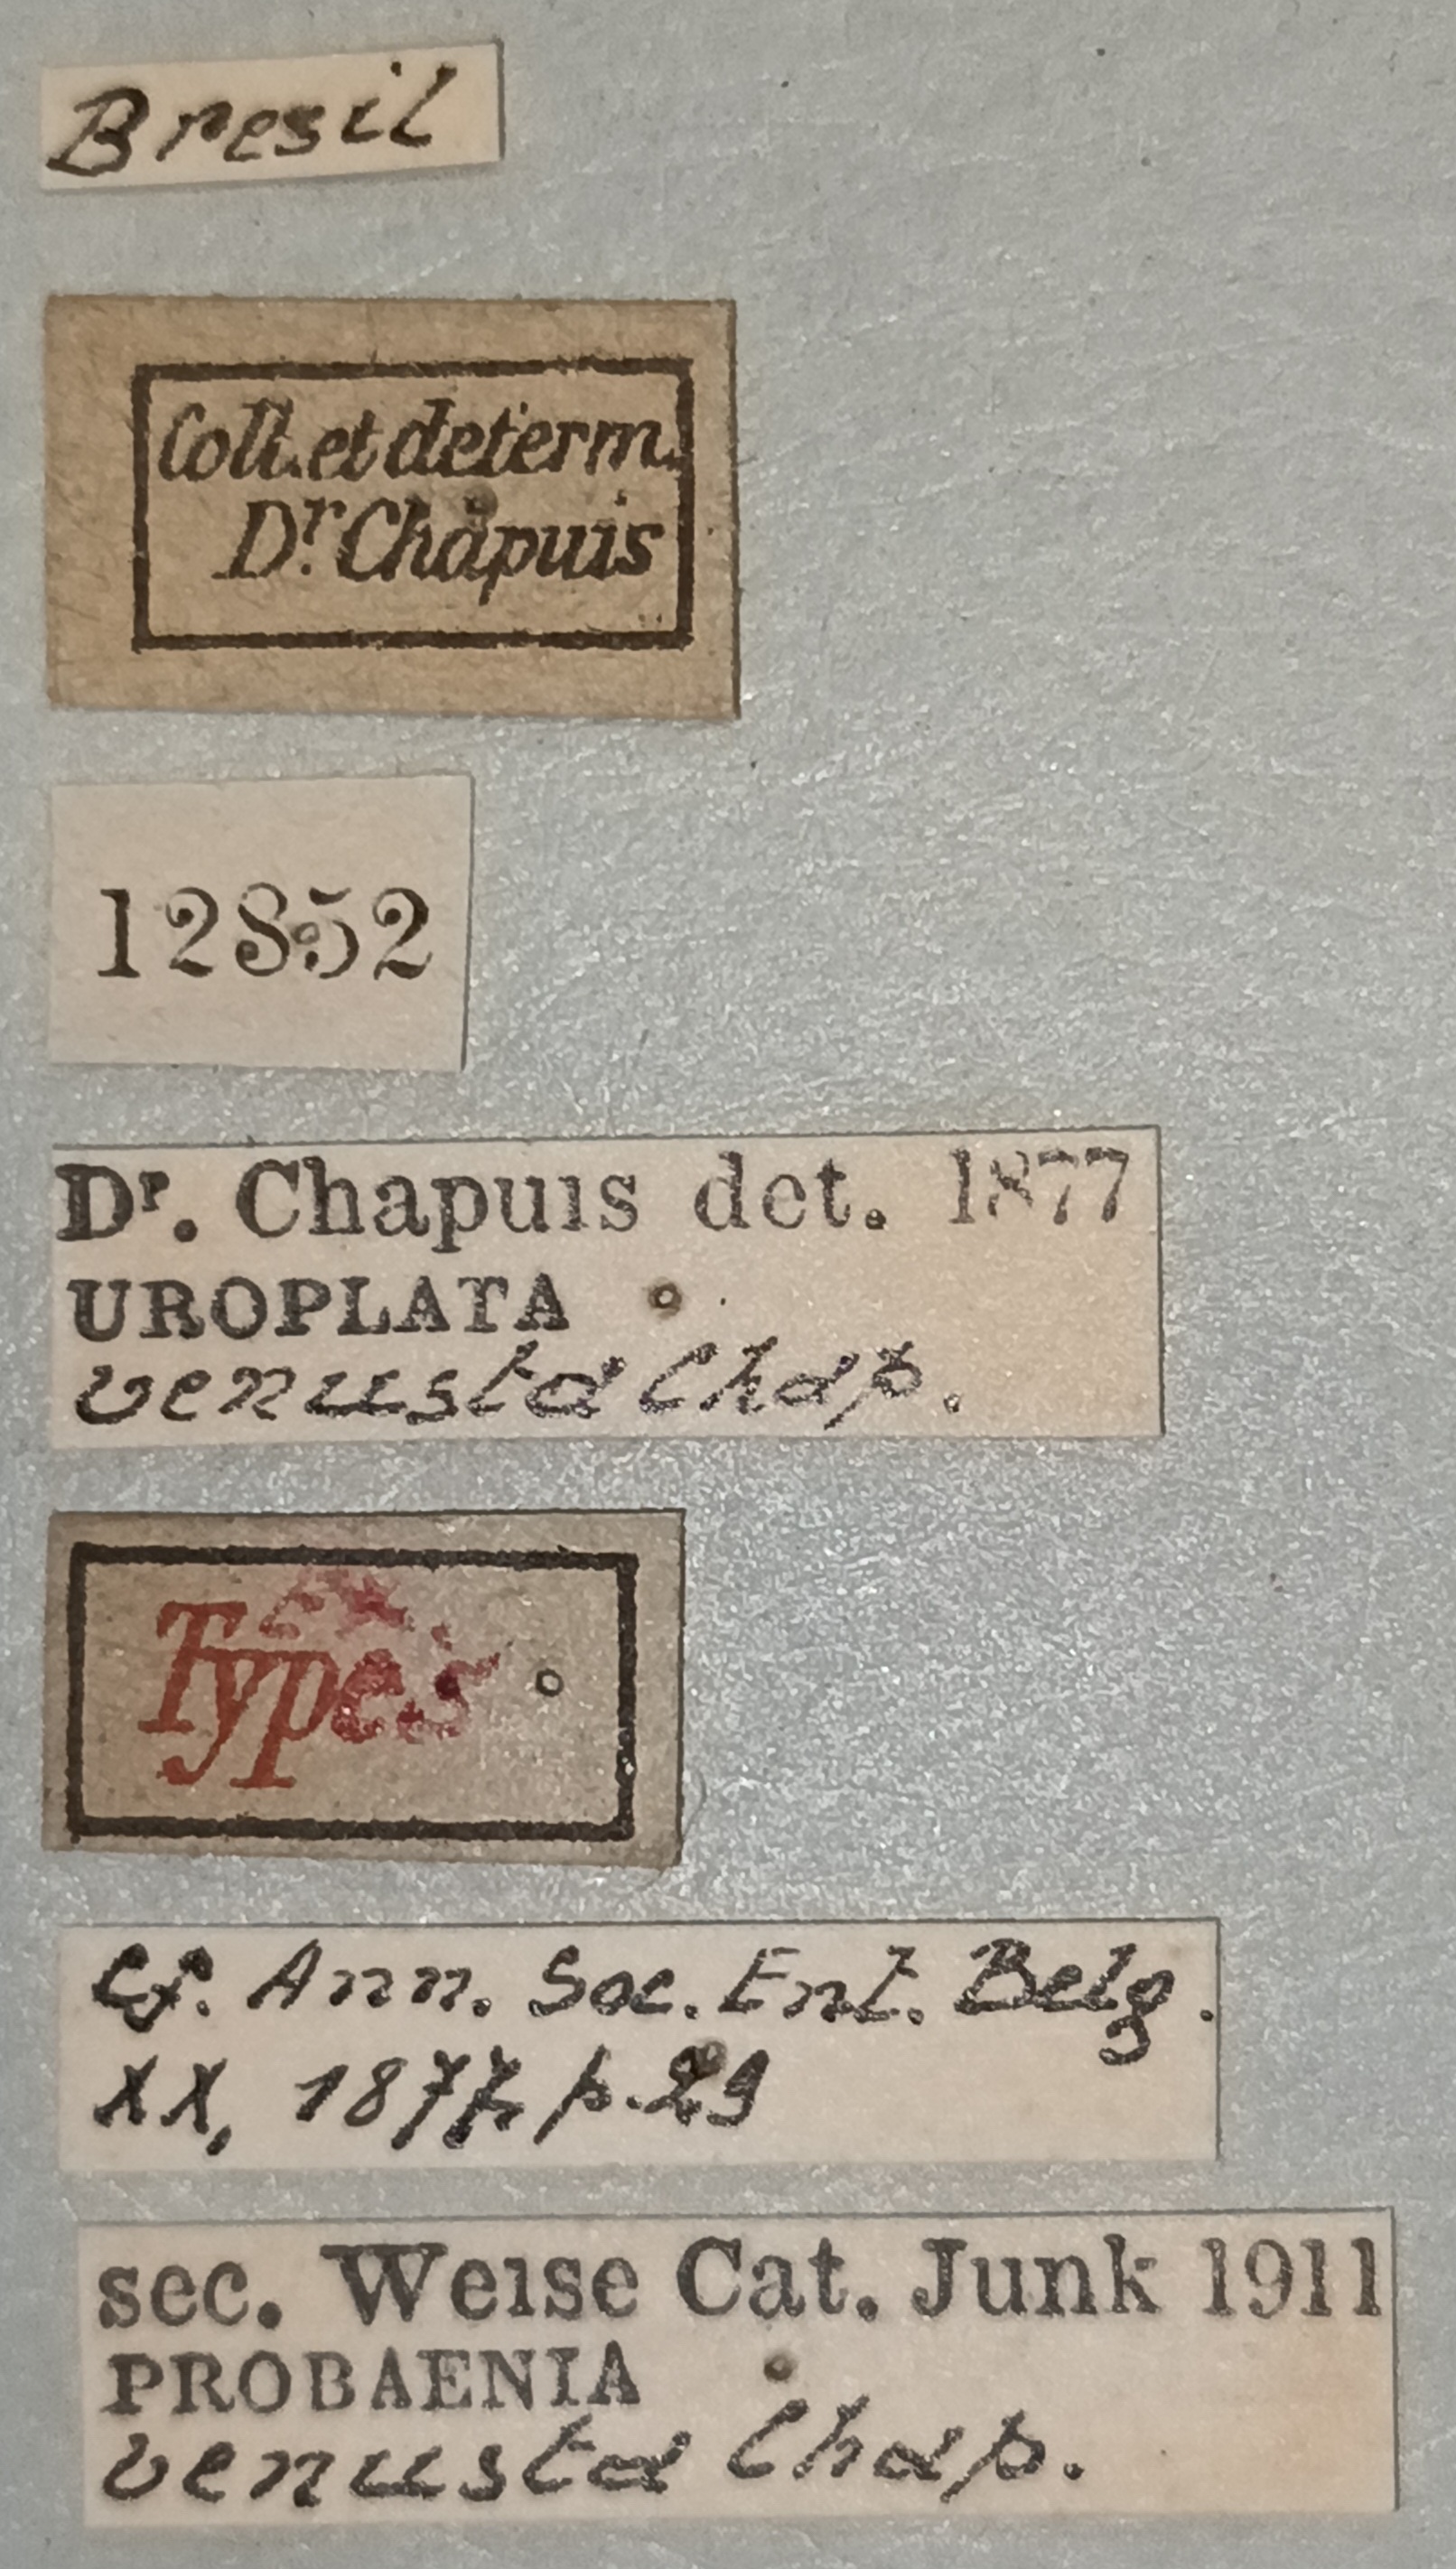 Bresil
Coll. et determ.
Dr. Chapuis
12852
Dr. Chapuis det. 1877
UROPLATA
venusta Chap.
Types
Cf. Ann. Soc. Ent. Belg.
XX, 1877, p. 29
sec. Weise Cat. Junk 1911
PROBAENIA
venusta Chap.